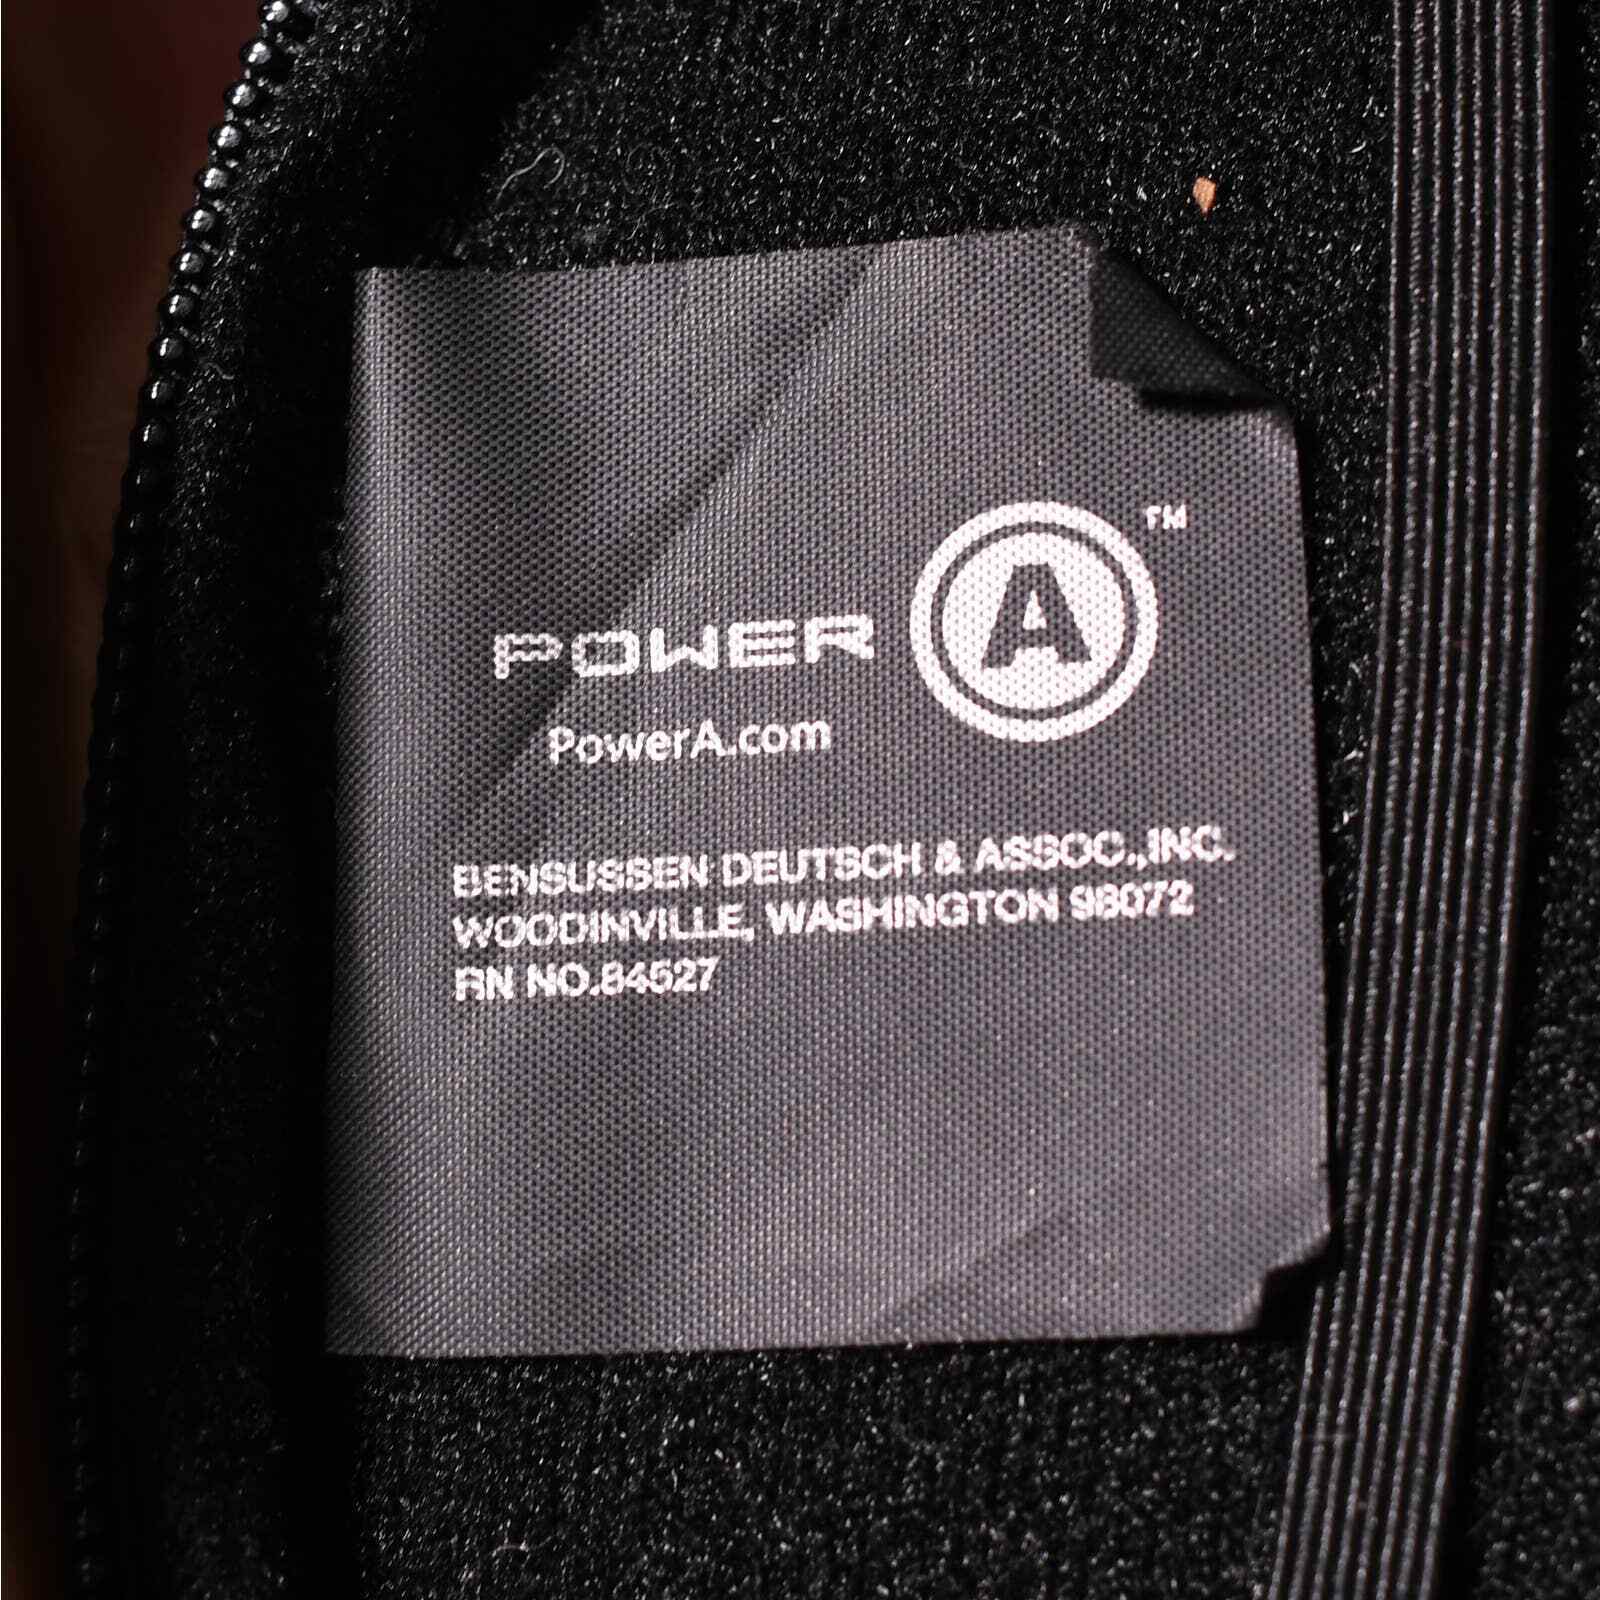 POWER A ™
PowerA.com
BENSUSSEN DEUTSCH & ASSOC.,INC.
WOODINVILLE, WASHINGTON 98072
RN NO.84527